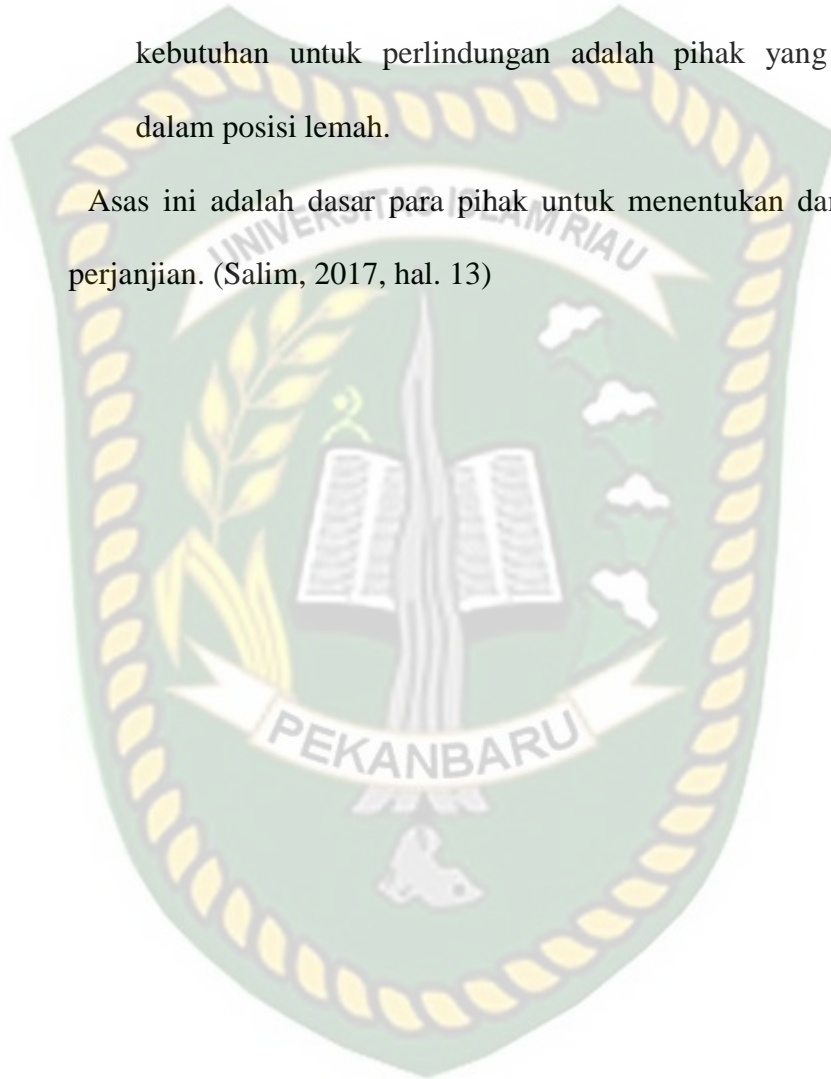 kebutuhan untuk perlindungan adalah pihak yang
dalam posisi lemah.
Asas ini adalah dasar para pihak untuk menentukan dan
perjanjian. (Salim, 2017, hal. 13)
UNIVERSITAS ISLAM RIAU
PEKANBARU